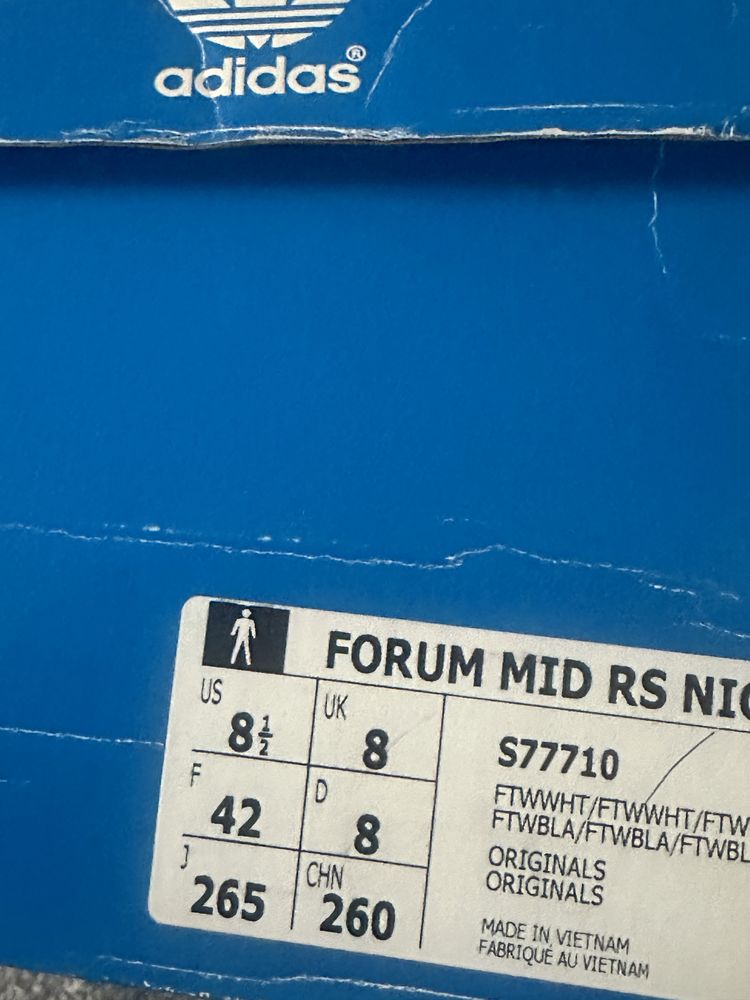 adidas®
FORUM MID RS NIG
US
8½
UK
8
F
42
D
8
J
265
CHN
260
S77710
FTWWHT/FTWWHT/FTW
FTWBLA/FTWBLA/FTWBL
ORIGINALS
ORIGINALS
MADE IN VIETNAM
FABRIQUÉ AU VIETNAM